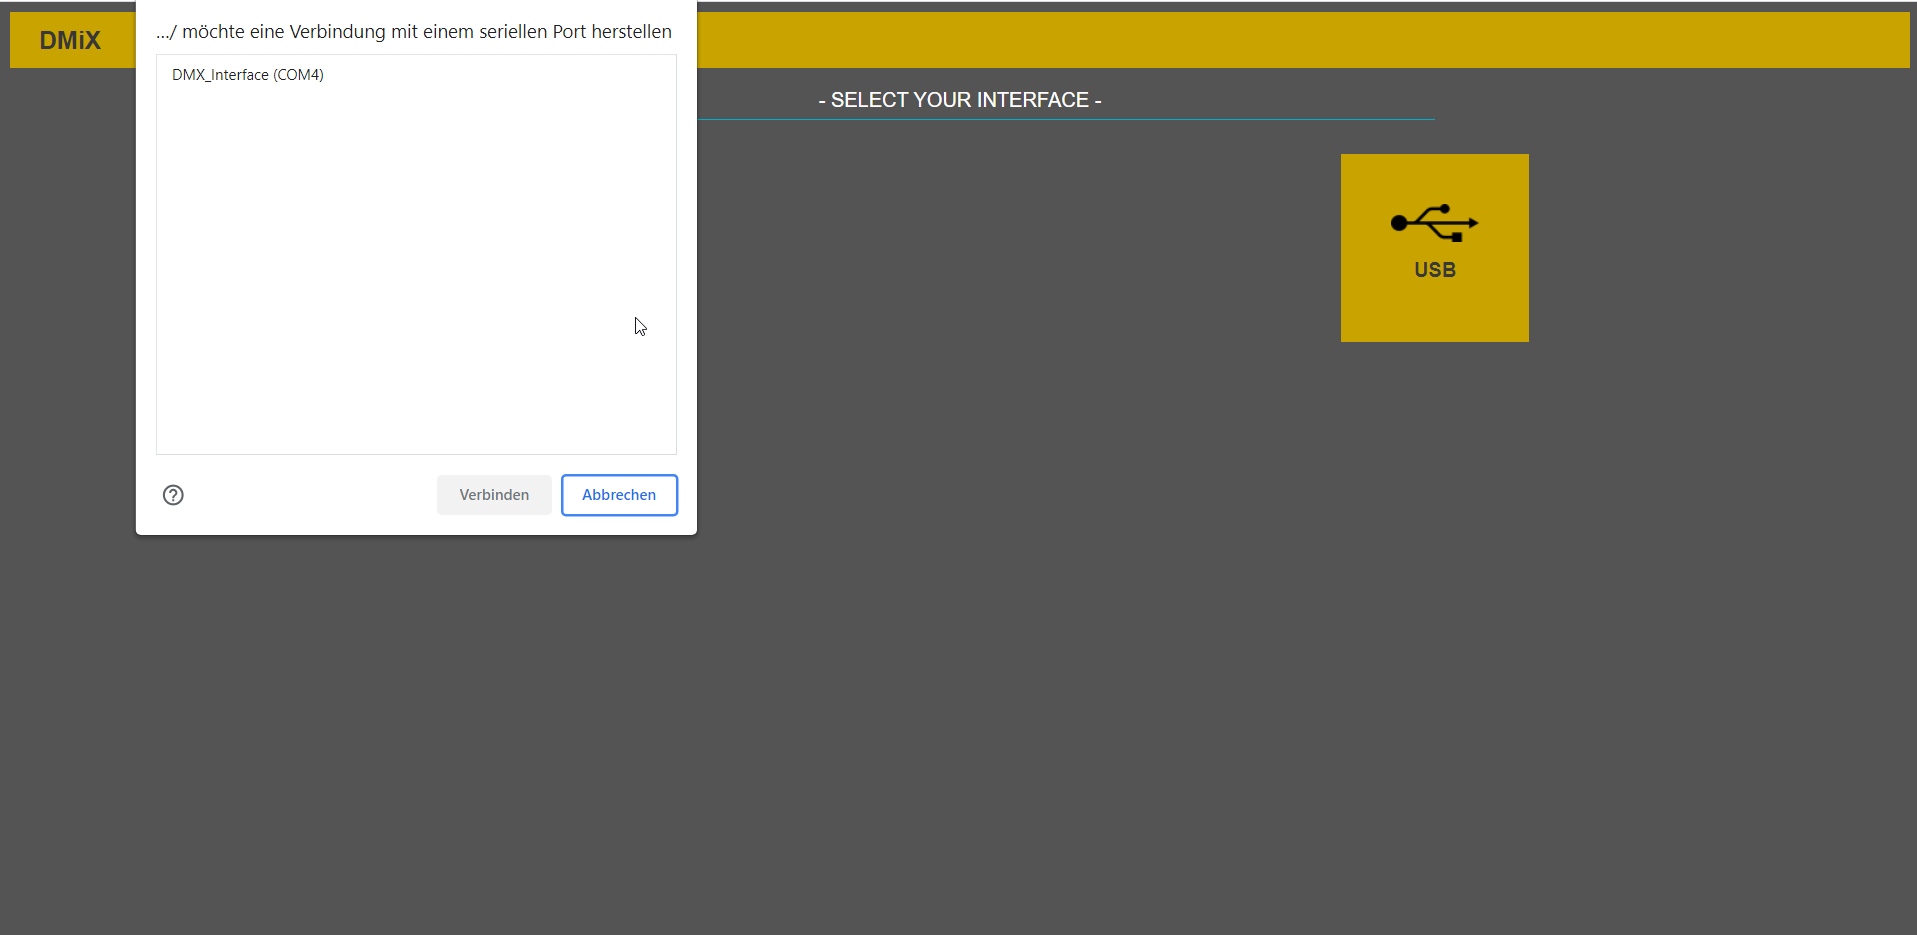 DMiX
.../ möchte eine Verbindung mit einem seriellen Port herstellen
DMX_Interface (COM4)
Verbinden
Abbrechen
- SELECT YOUR INTERFACE -
USB